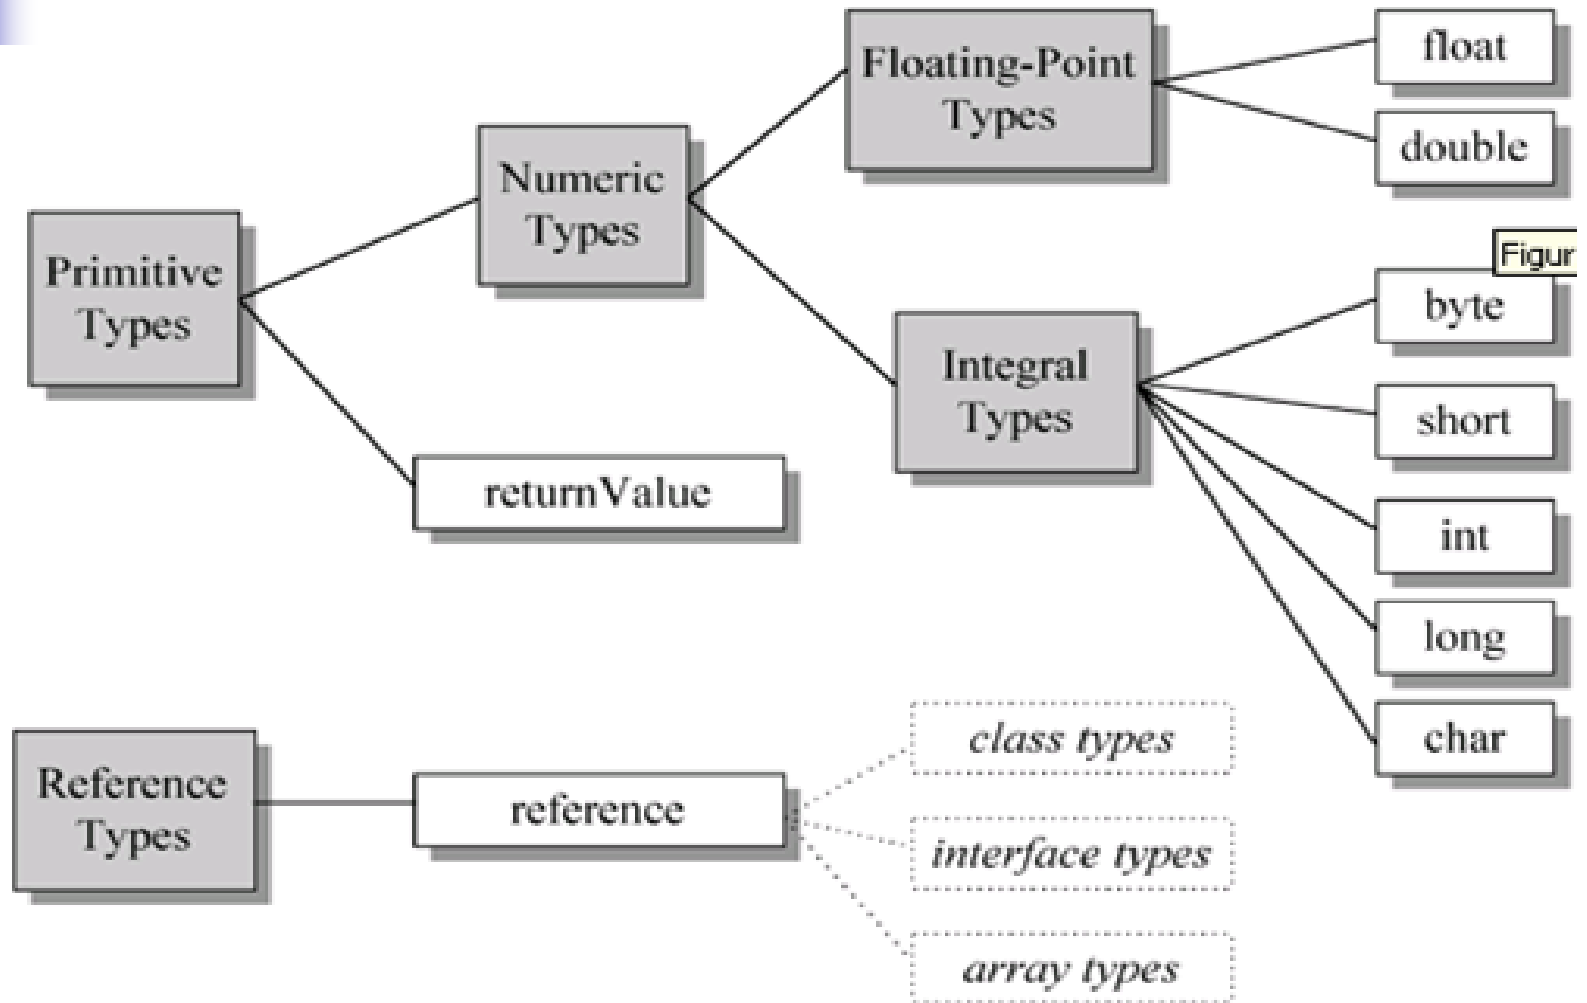 Floating-Point
Types
float
double
Numeric
Types
Primitive
Types
Figur
byte
Integral
Types
short
returnValue
int
long
char
class types
Reference
Types
reference
interface types
array types